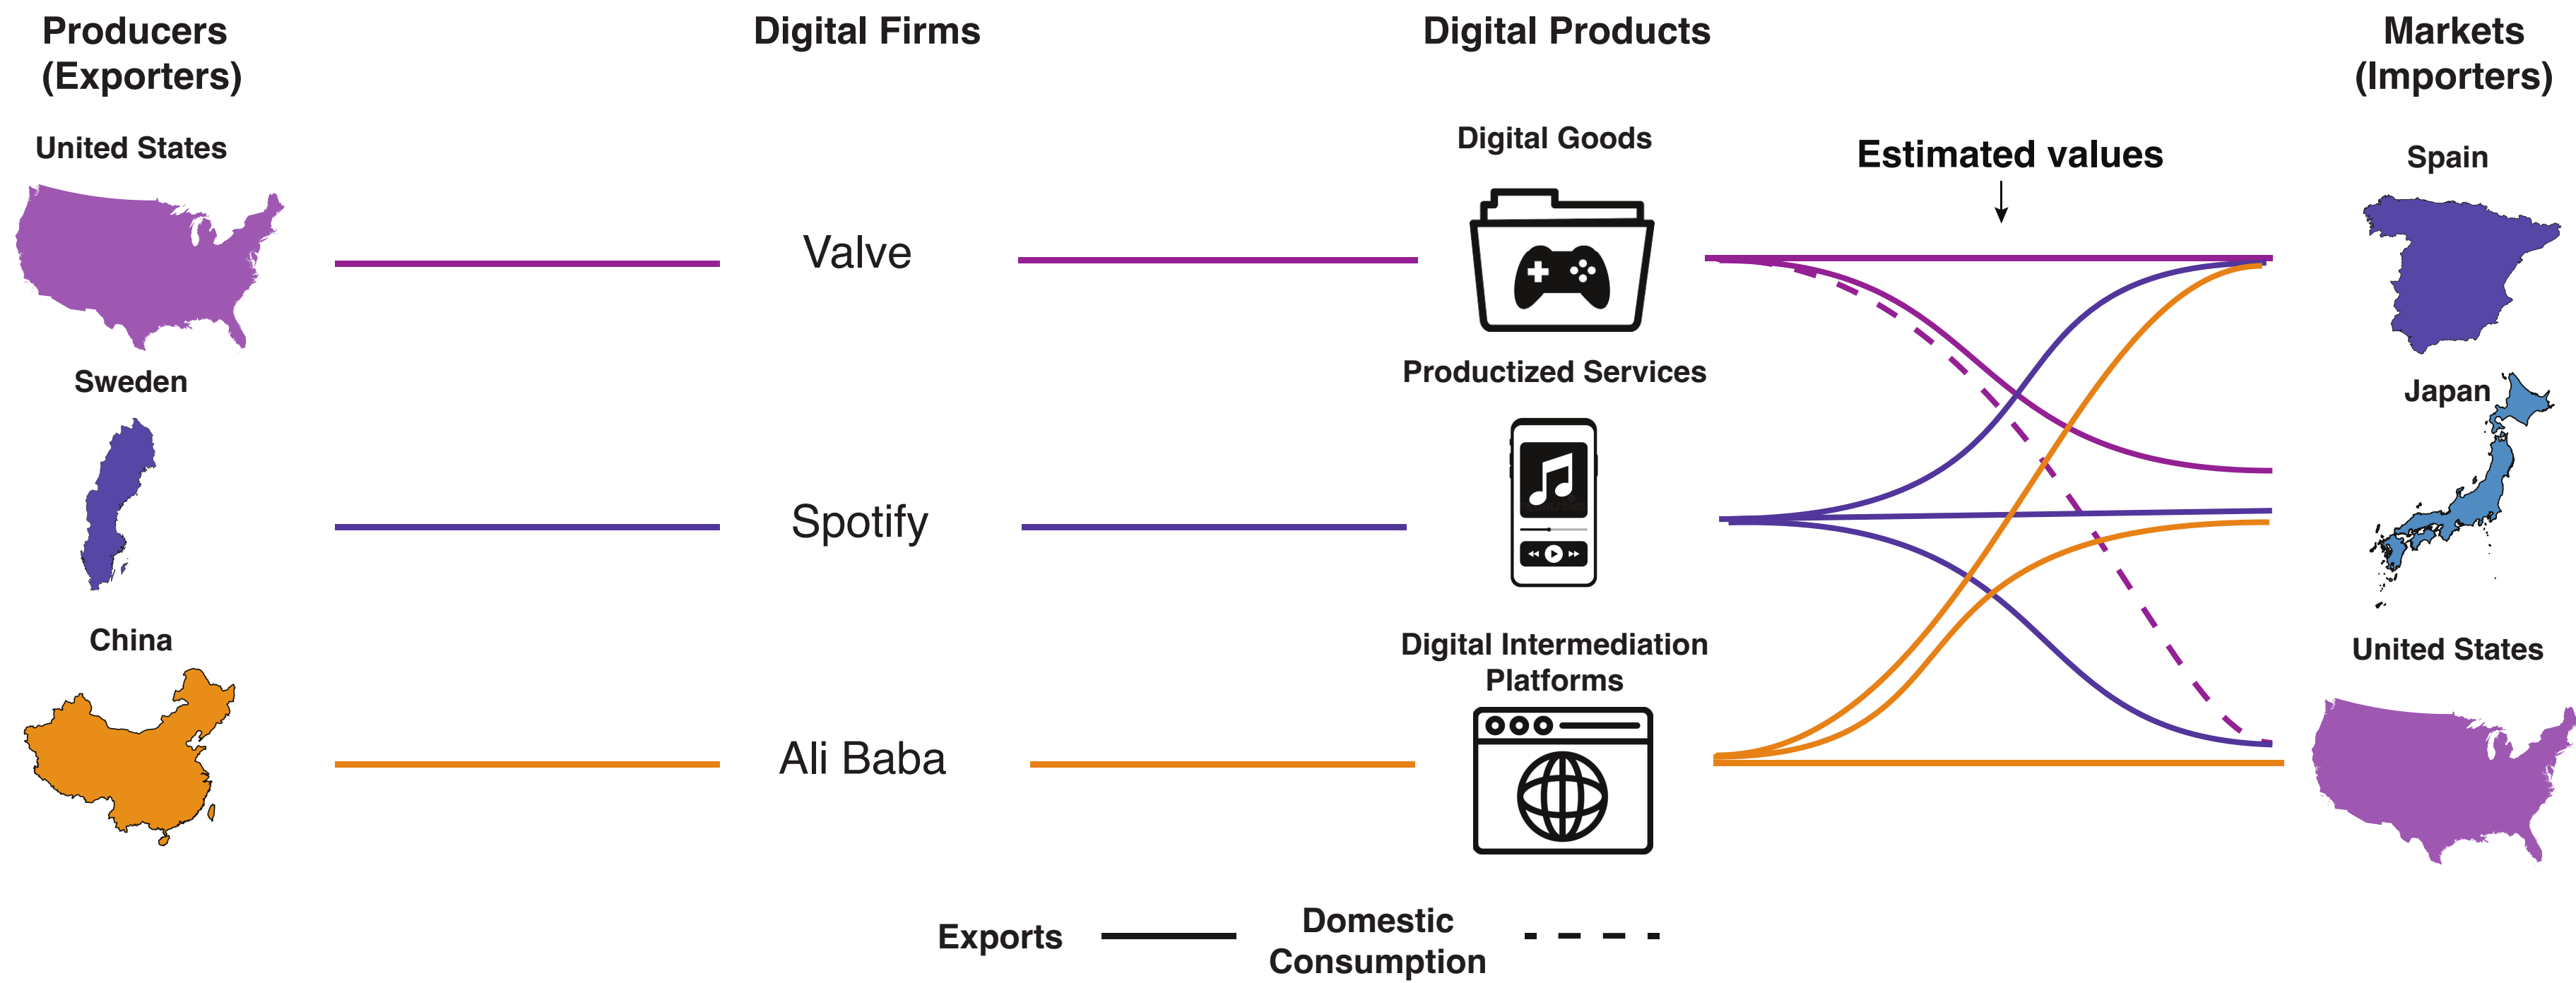 Producers
(Exporters)
Digital Firms
Digital Products
Markets
(Importers)
United States
Valve
Digital Goods
Estimated values
Spain
Sweden
Spotify
Productized Services
Japan
China
Ali Baba
Digital Intermediation
Platforms
United States
Exports
Domestic
Consumption